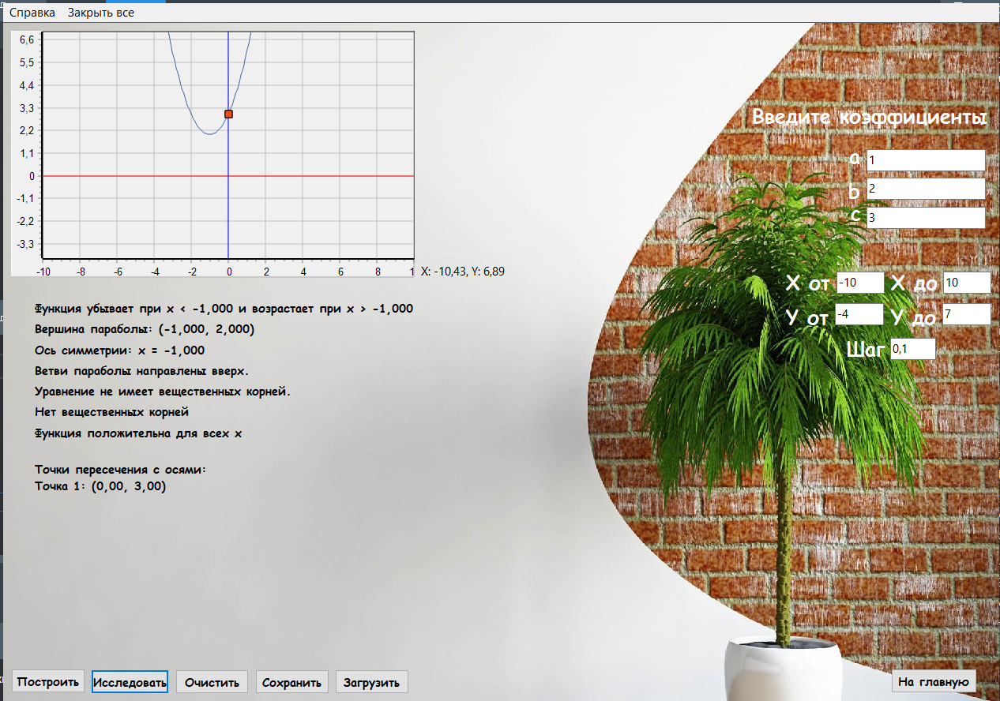 Справка Закрыть все
6,6
5,5
4,4
3,3
2,2
1,1
0
-1,1
-2,2
-3,3
-10 -8 -6 -4 -2 0 2 4 6 8 1
X: -10,43, Y: 6,89
Введите коэффициенты
a 1
b 2
c 3
X от -10 X до 10
У от -4 У до 7
Шаг 0,1
Функция убывает при x < -1,000 и возрастает при x > -1,000
Вершина параболы: (-1,000, 2,000)
Ось симметрии: x = -1,000
Ветви параболы направлены вверх.
Уравнение не имеет вещественных корней.
Нет вещественных корней
Функция положительна для всех x
Точки пересечения с осями:
Точка 1: (0,00, 3,00)
Построить Исследовать Очистить Сохранить Загрузить На главную